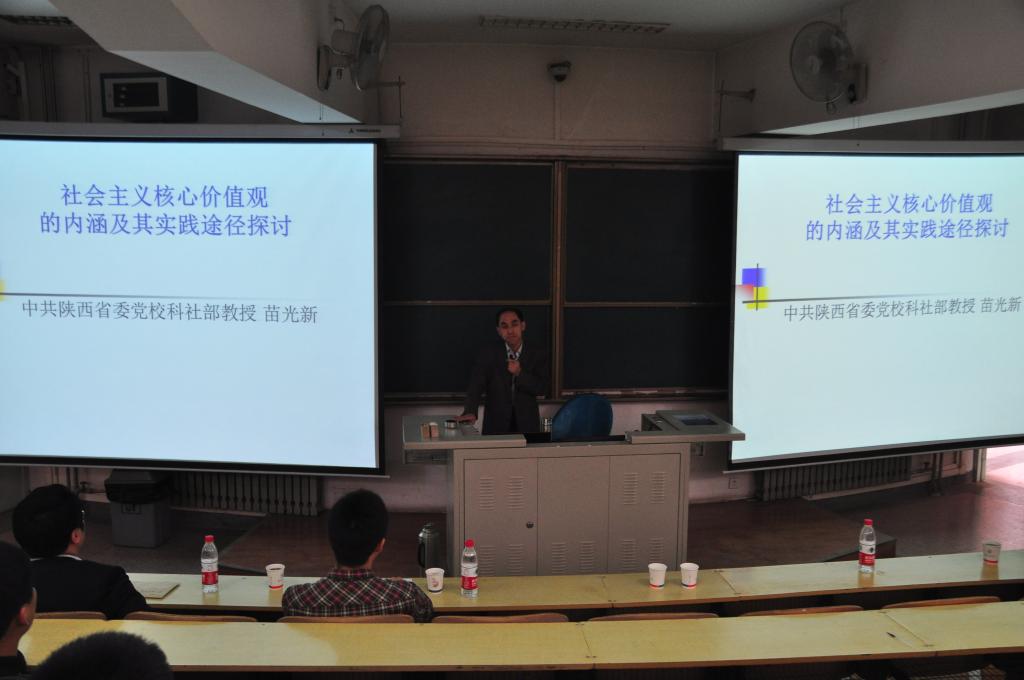 社会主义核心价值观
的内涵及其实践途径探讨
中共陕西省委党校科社部教授 苗光新
社会主义核心价值观
的内涵及其实践途径探讨
中共陕西省委党校科社部教授 苗光新